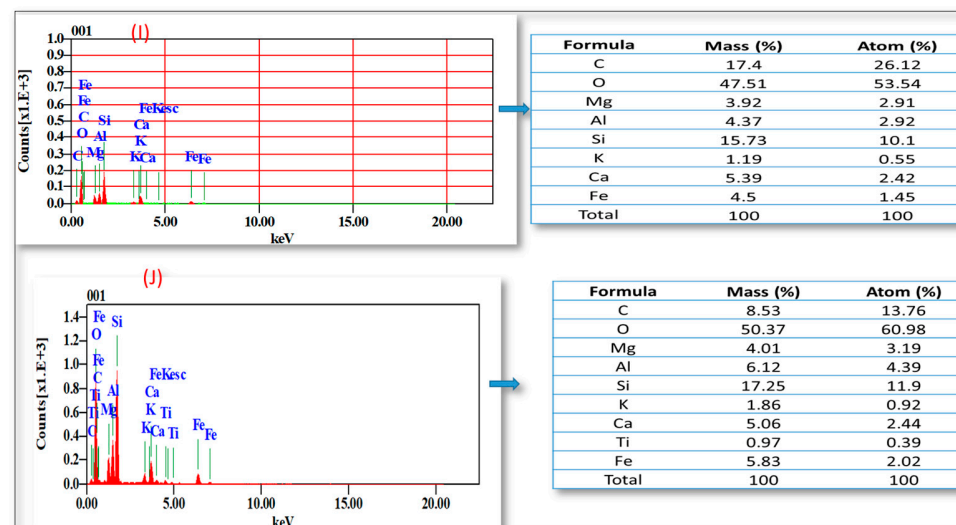 (I)
001
1.0
0.9
0.8
0.7
0.6
0.5
0.4
0.3
0.2
0.1
0.0
Counts[x1.E+3]
Fe
Fe
C
O
C
Si
Al
Mg
FeKesc
Ca
K
K Ca
Fe Fe
0.00 5.00 10.00 15.00 20.00
keV
Formula Mass (%) Atom (%)
C 17.4 26.12
O 47.51 53.54
Mg 3.92 2.91
Al 4.37 2.92
Si 15.73 10.1
K 1.19 0.55
Ca 5.39 2.42
Fe 4.5 1.45
Total 100 100
(J)
001
1.4
1.2
1.0
0.8
0.6
0.4
0.2
0.0
Counts[x1.E+3]
Fe
O
Fe
C
Ti
Ti
C
Si
Al
Mg
FeKesc
Ca
K Ti
K Ca Ti
Fe
Fe
0.00 5.00 10.00 15.00 20.00
keV
Formula Mass (%) Atom (%)
C 8.53 13.76
O 50.37 60.98
Mg 4.01 3.19
Al 6.12 4.39
Si 17.25 11.9
K 1.86 0.92
Ca 5.06 2.44
Ti 0.97 0.39
Fe 5.83 2.02
Total 100 100